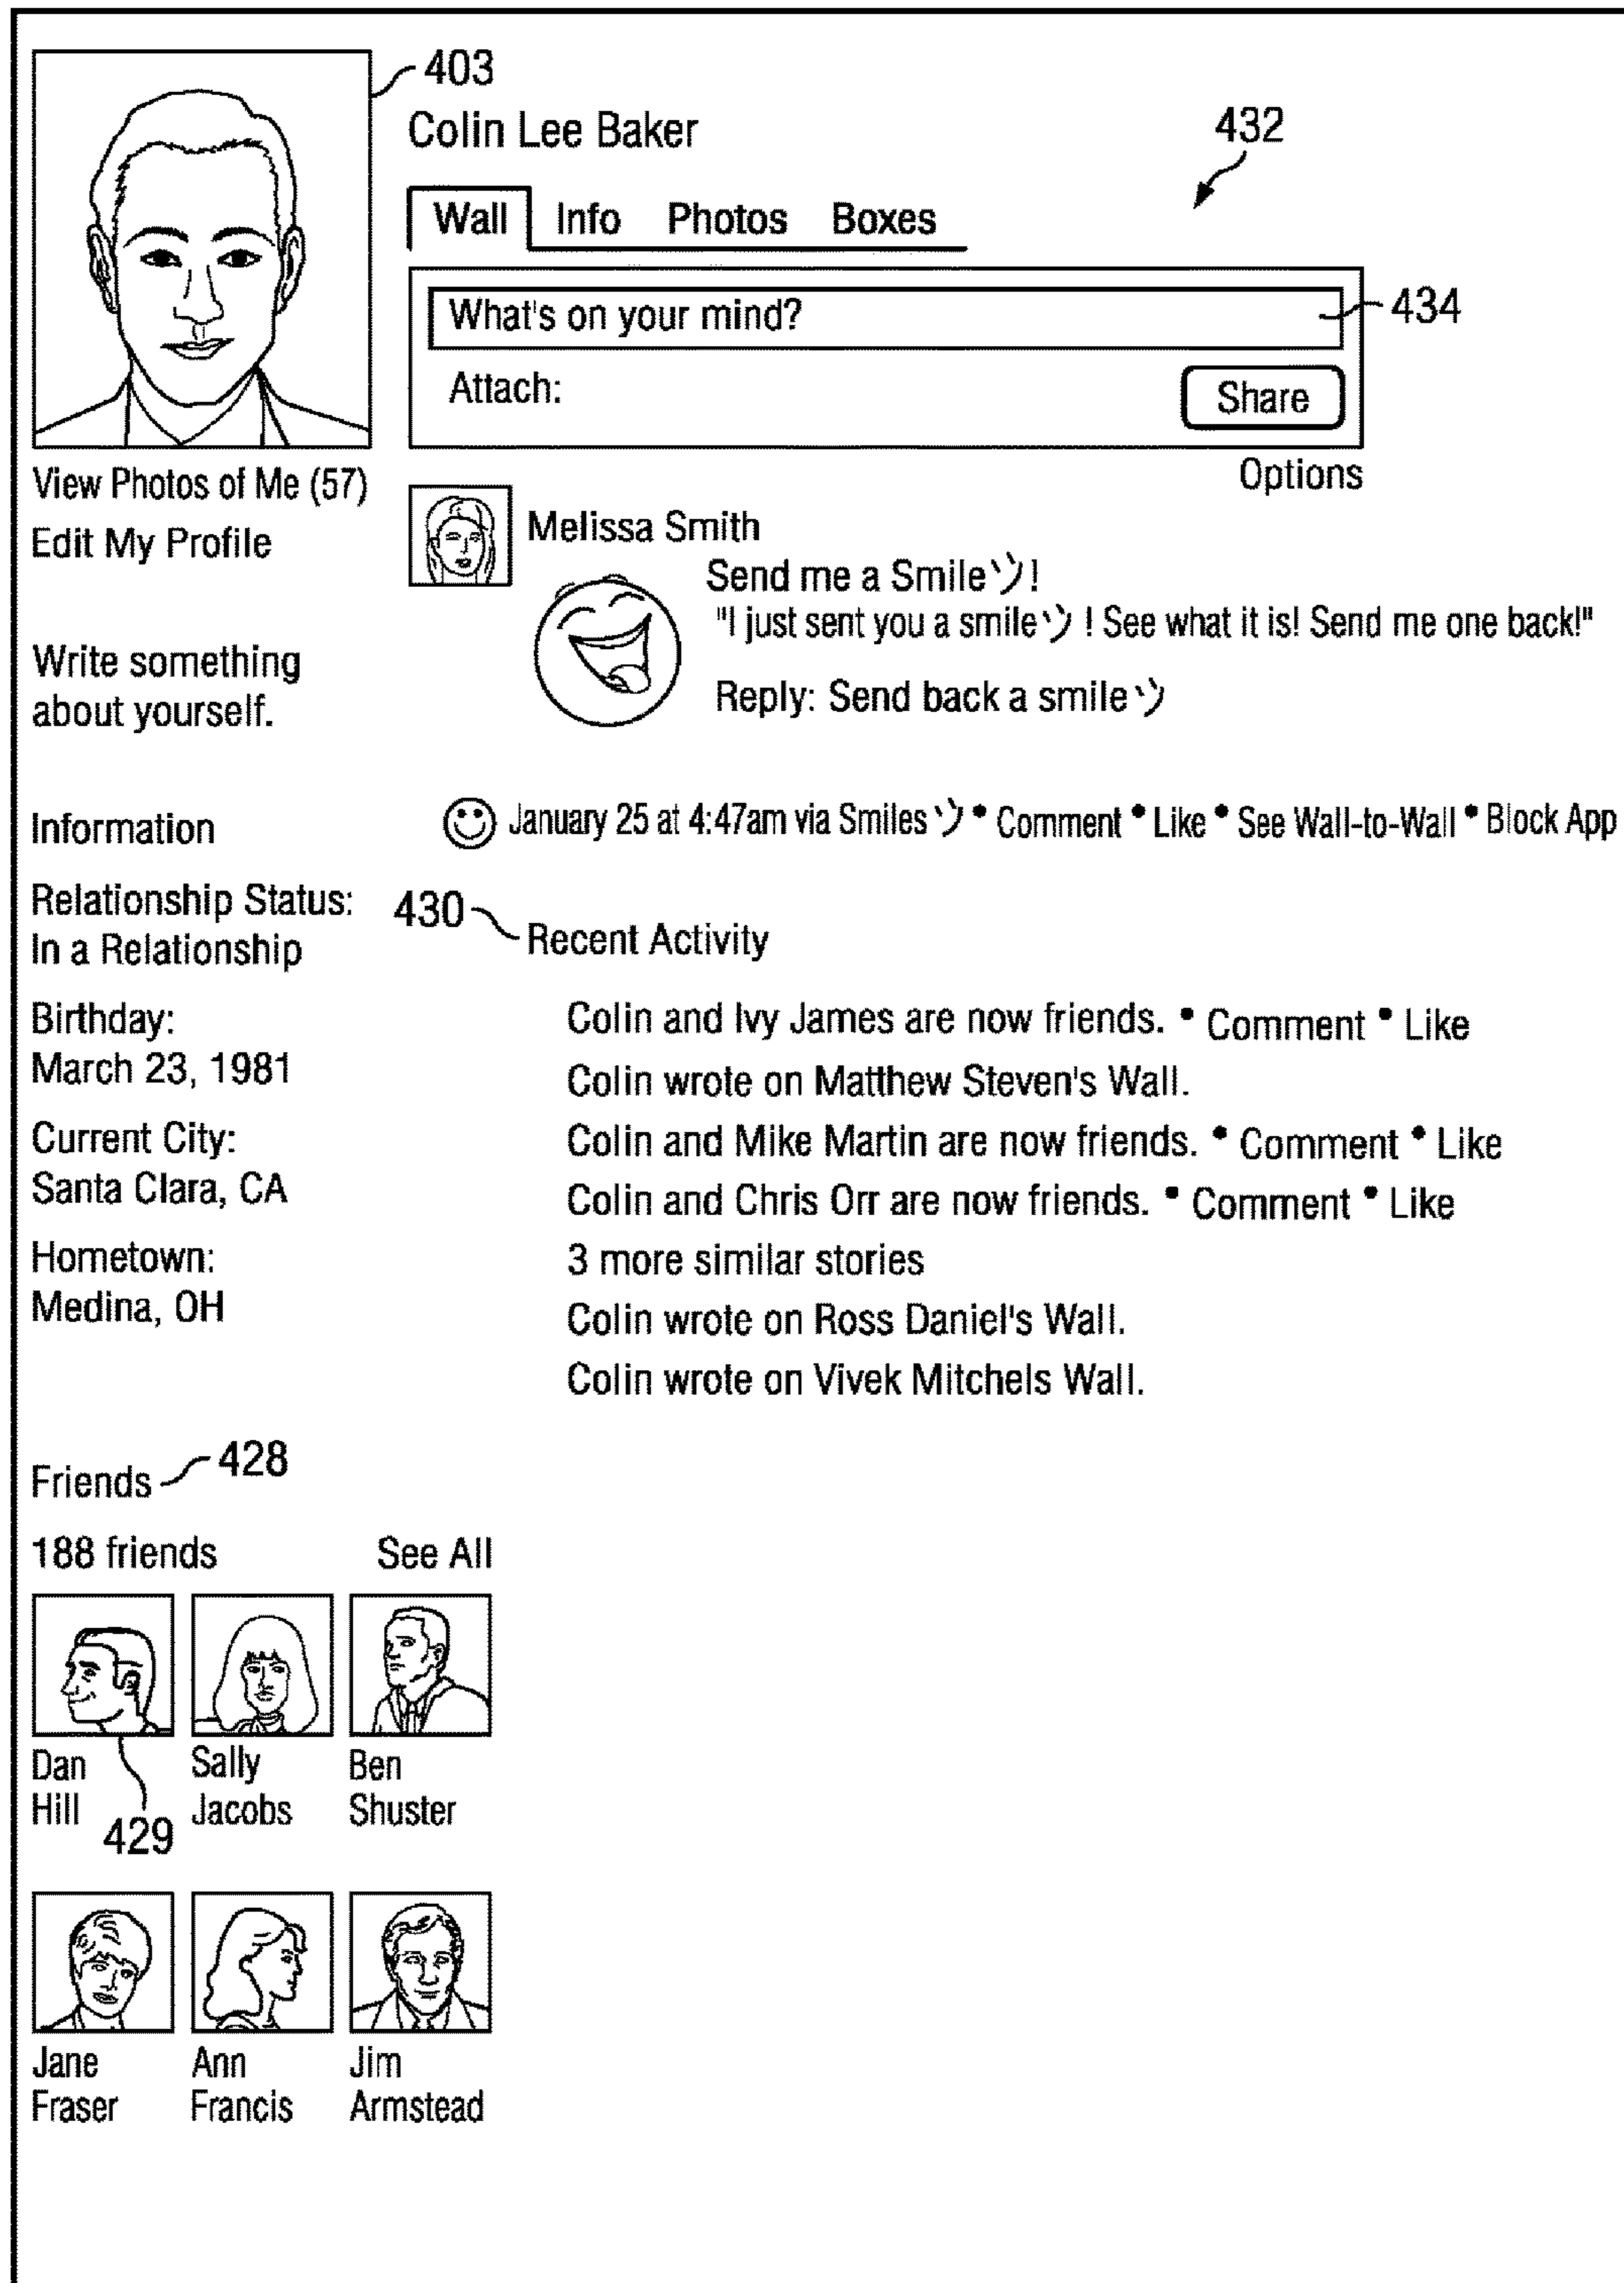 403
Colin Lee Baker
432
Wall Info Photos Boxes
What's on your mind?
434
Attach:
Share
Options
View Photos of Me (57)
Edit My Profile
Write something
about yourself.
Melissa Smith
Send me a Smileツ!
"I just sent you a smileツ ! See what it is! Send me one back!"
Reply: Send back a smileツ
January 25 at 4:47am via Smiles ツ • Comment • Like • See Wall-to-Wall • Block App
Information
Relationship Status:
In a Relationship
Birthday:
March 23, 1981
Current City:
Santa Clara, CA
Hometown:
Medina, OH
430
Recent Activity
Colin and Ivy James are now friends. • Comment • Like
Colin wrote on Matthew Steven's Wall.
Colin and Mike Martin are now friends. • Comment • Like
Colin and Chris Orr are now friends. • Comment • Like
3 more similar stories
Colin wrote on Ross Daniel's Wall.
Colin wrote on Vivek Mitchels Wall.
Friends
428
188 friends See All
Dan
Hill
429
Sally
Jacobs
Ben
Shuster
Jane
Fraser
Ann
Francis
Jim
Armstead